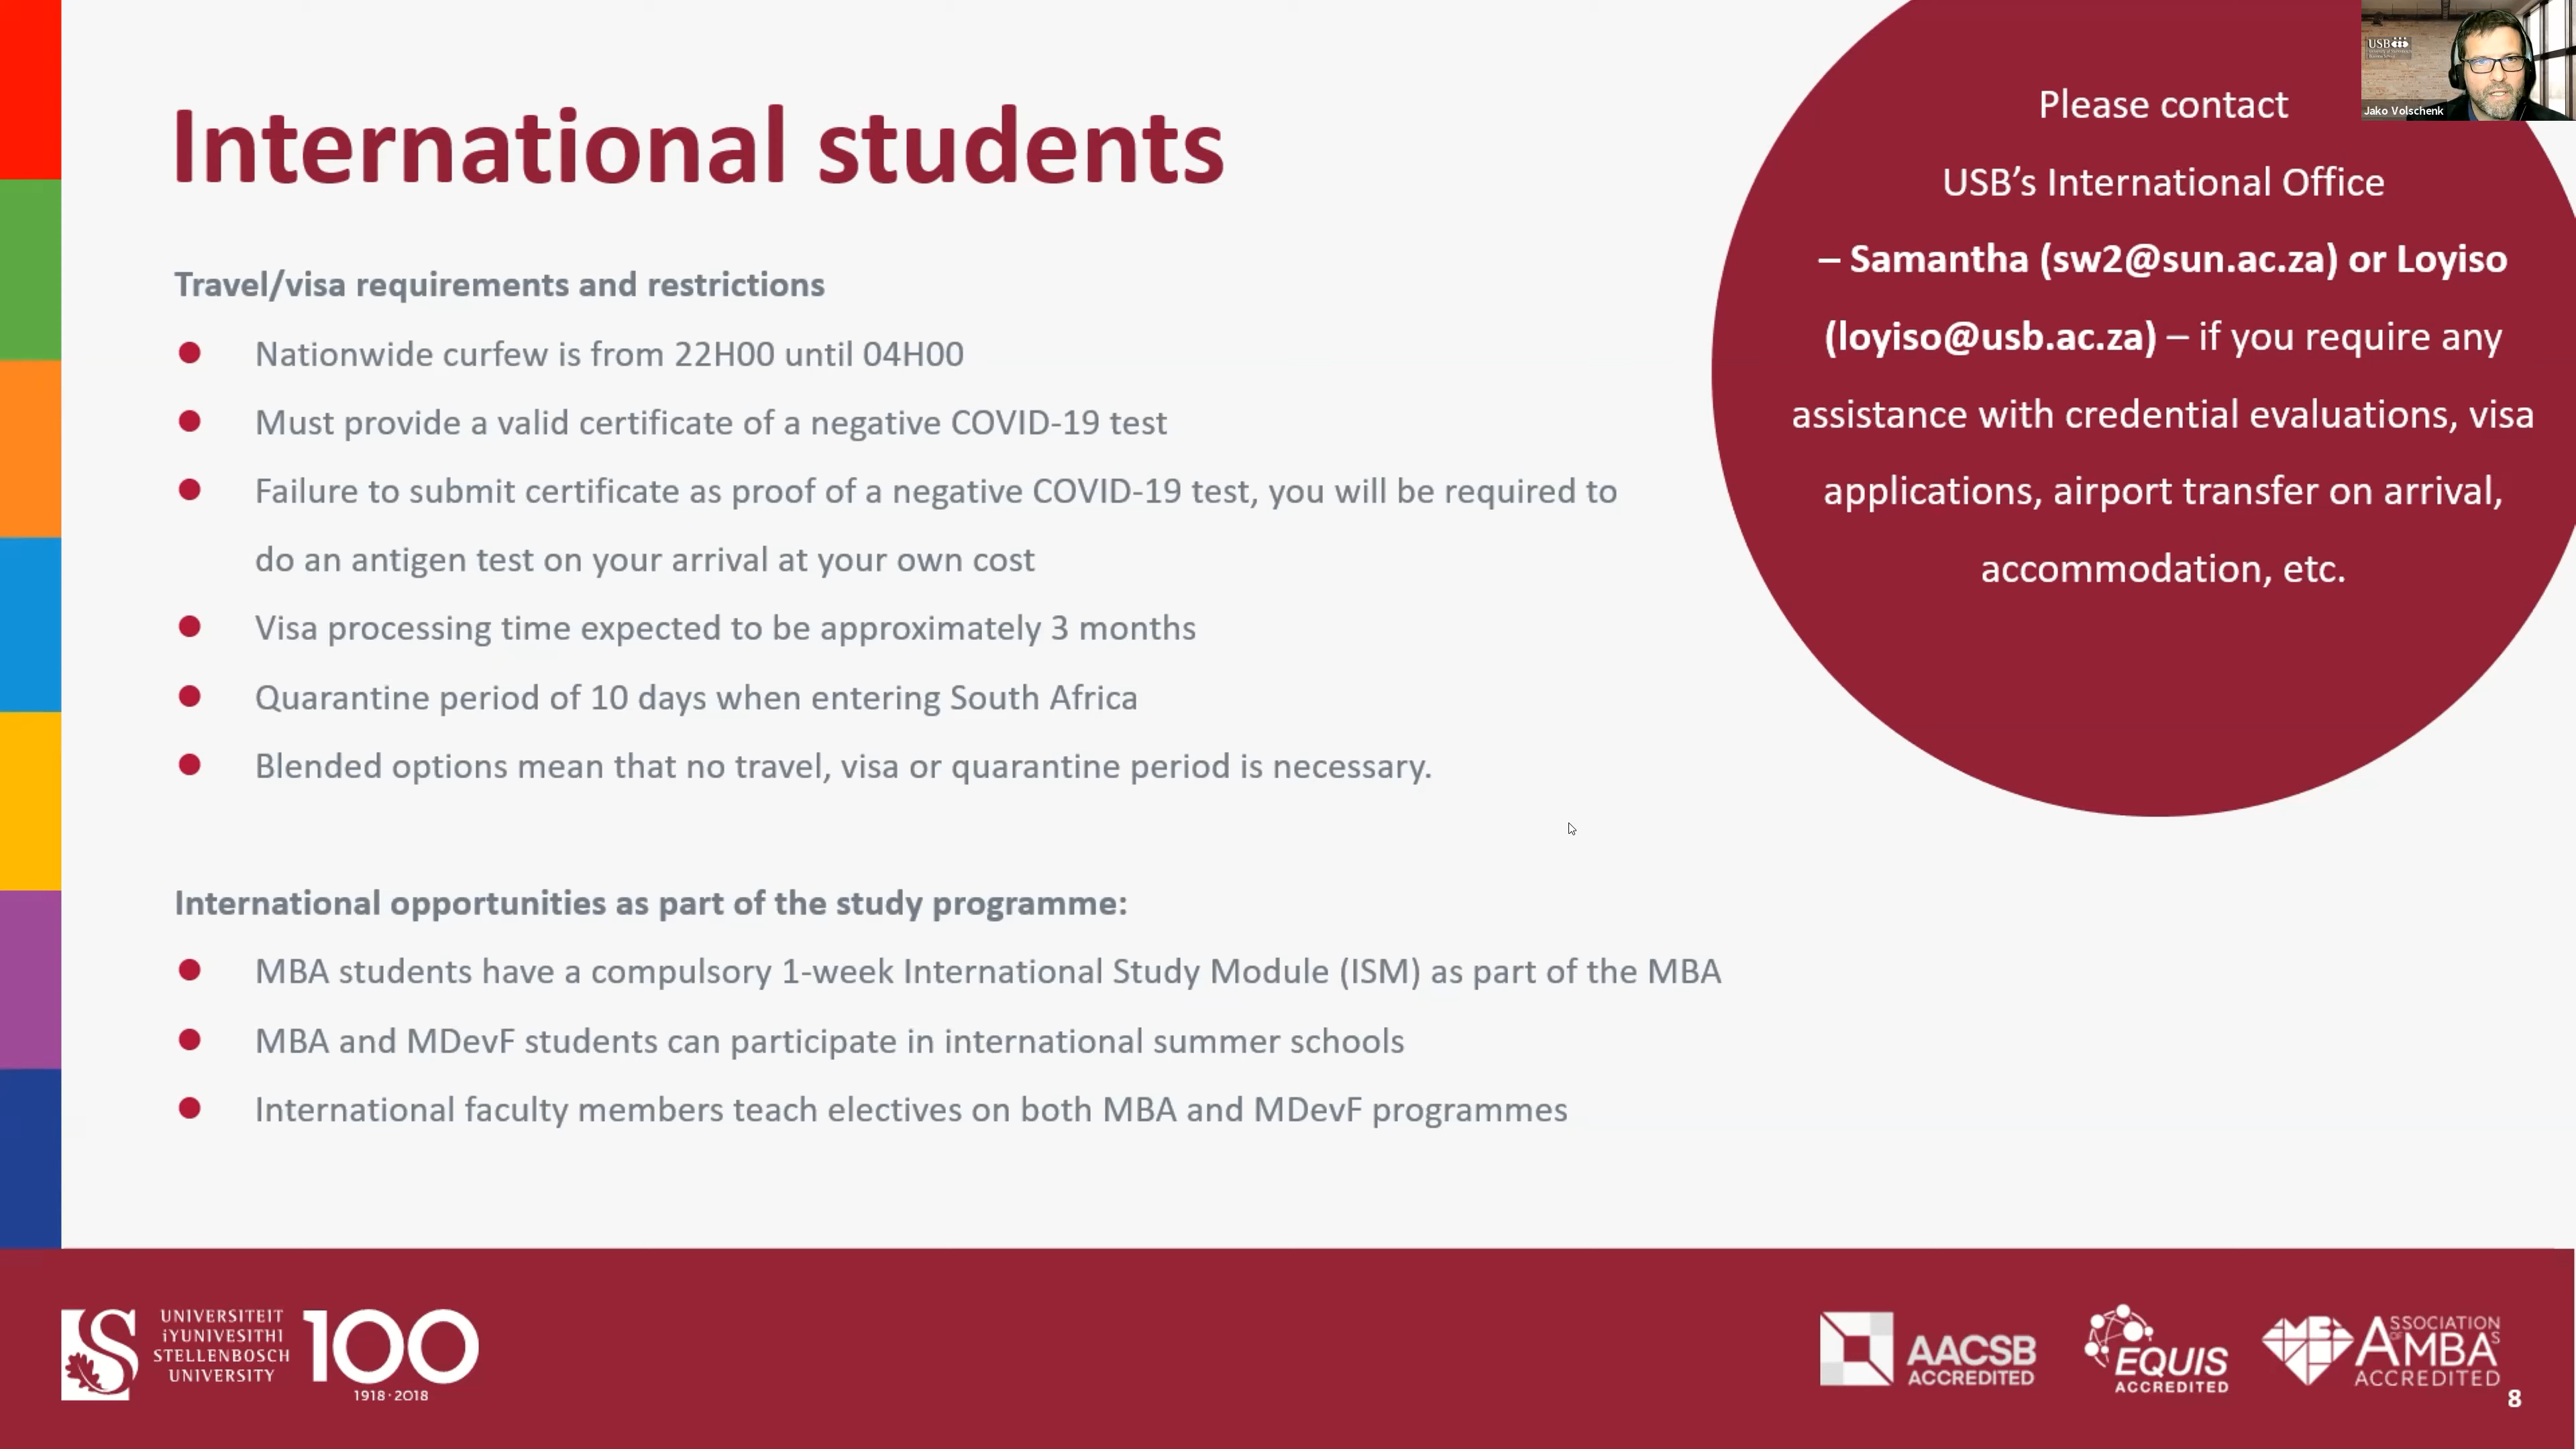 International students
Travel/visa requirements and restrictions
Nationwide curfew is from 22H00 until 04H00
Must provide a valid certificate of a negative COVID-19 test
Failure to submit certificate as proof of a negative COVID-19 test, you will be required to
do an antigen test on your arrival at your own cost
Visa processing time expected to be approximately 3 months
Quarantine period of 10 days when entering South Africa
Blended options mean that no travel, visa or quarantine period is necessary.
International opportunities as part of the study programme:
MBA students have a compulsory 1-week International Study Module (ISM) as part of the MBA
MBA and MDevF students can participate in international summer schools
International faculty members teach electives on both MBA and MDevF programmes
Please contact
USB’s International Office
– Samantha (sw2@sun.ac.za) or Loyiso
(loyiso@usb.ac.za) – if you require any
assistance with credential evaluations, visa
applications, airport transfer on arrival,
accommodation, etc.
USB
Jako Volschenk
UNIVERSITEIT
iYUNIVESITHI
STELLENBOSCH
UNIVERSITY
100
1918·2018
AACSB
ACCREDITED
EQUIS
ACCREDITED
ASSOCIATION
OF MBAs
ACCREDITED
8